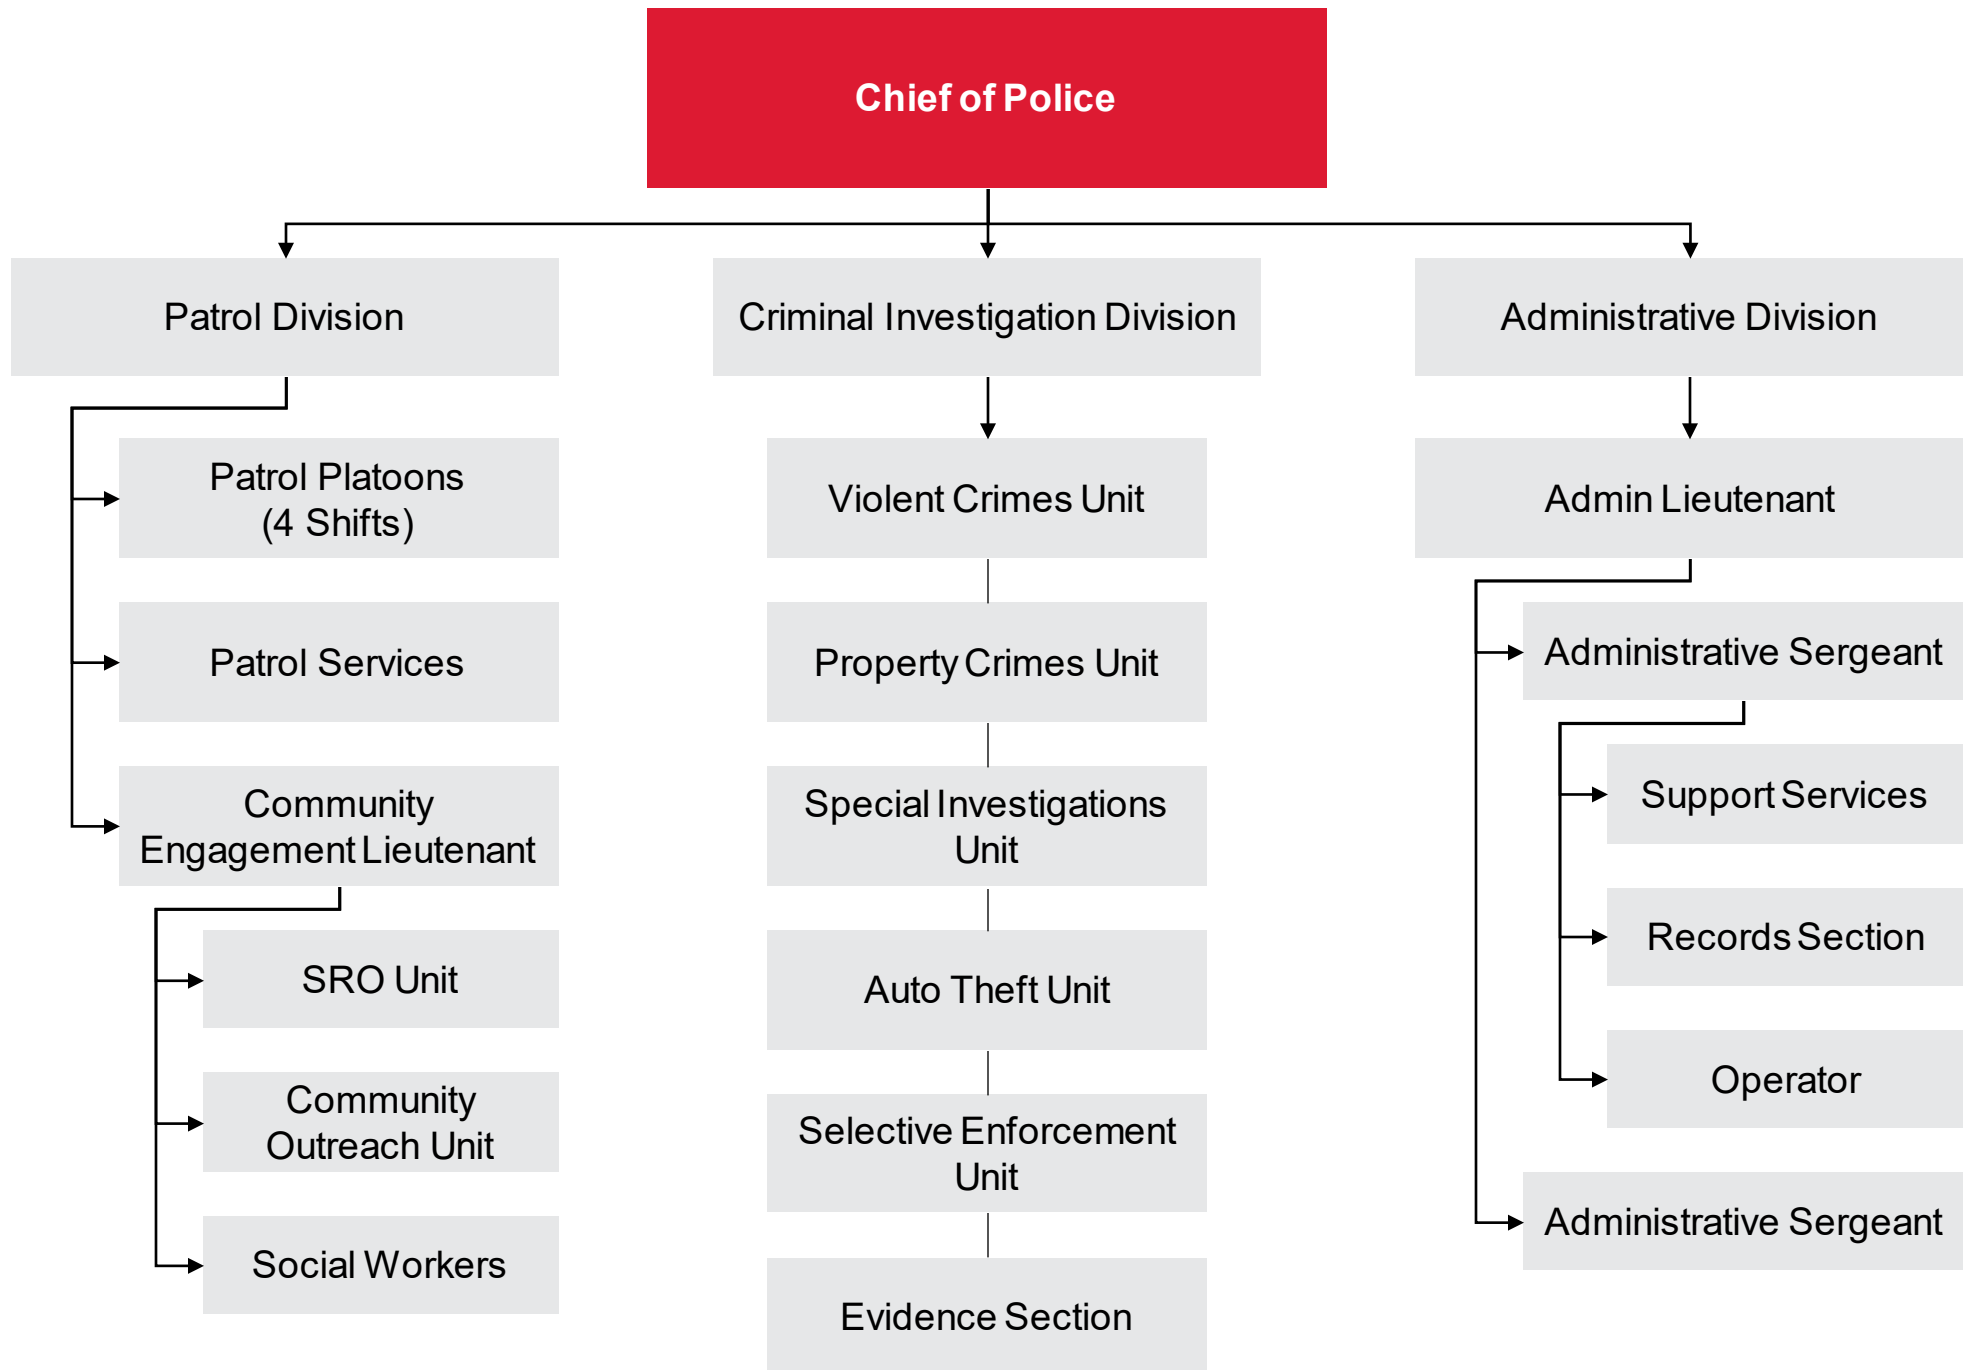 Chief of Police
Patrol Division
Patrol Platoons
(4 Shifts)
Patrol Services
Community
Engagement Lieutenant
SRO Unit
Community
Outreach Unit
Social Workers
Criminal Investigation Division
Violent Crimes Unit
Property Crimes Unit
Special Investigations
Unit
Auto Theft Unit
Selective Enforcement
Unit
Evidence Section
Administrative Division
Admin Lieutenant
Administrative Sergeant
Support Services
Records Section
Operator
Administrative Sergeant